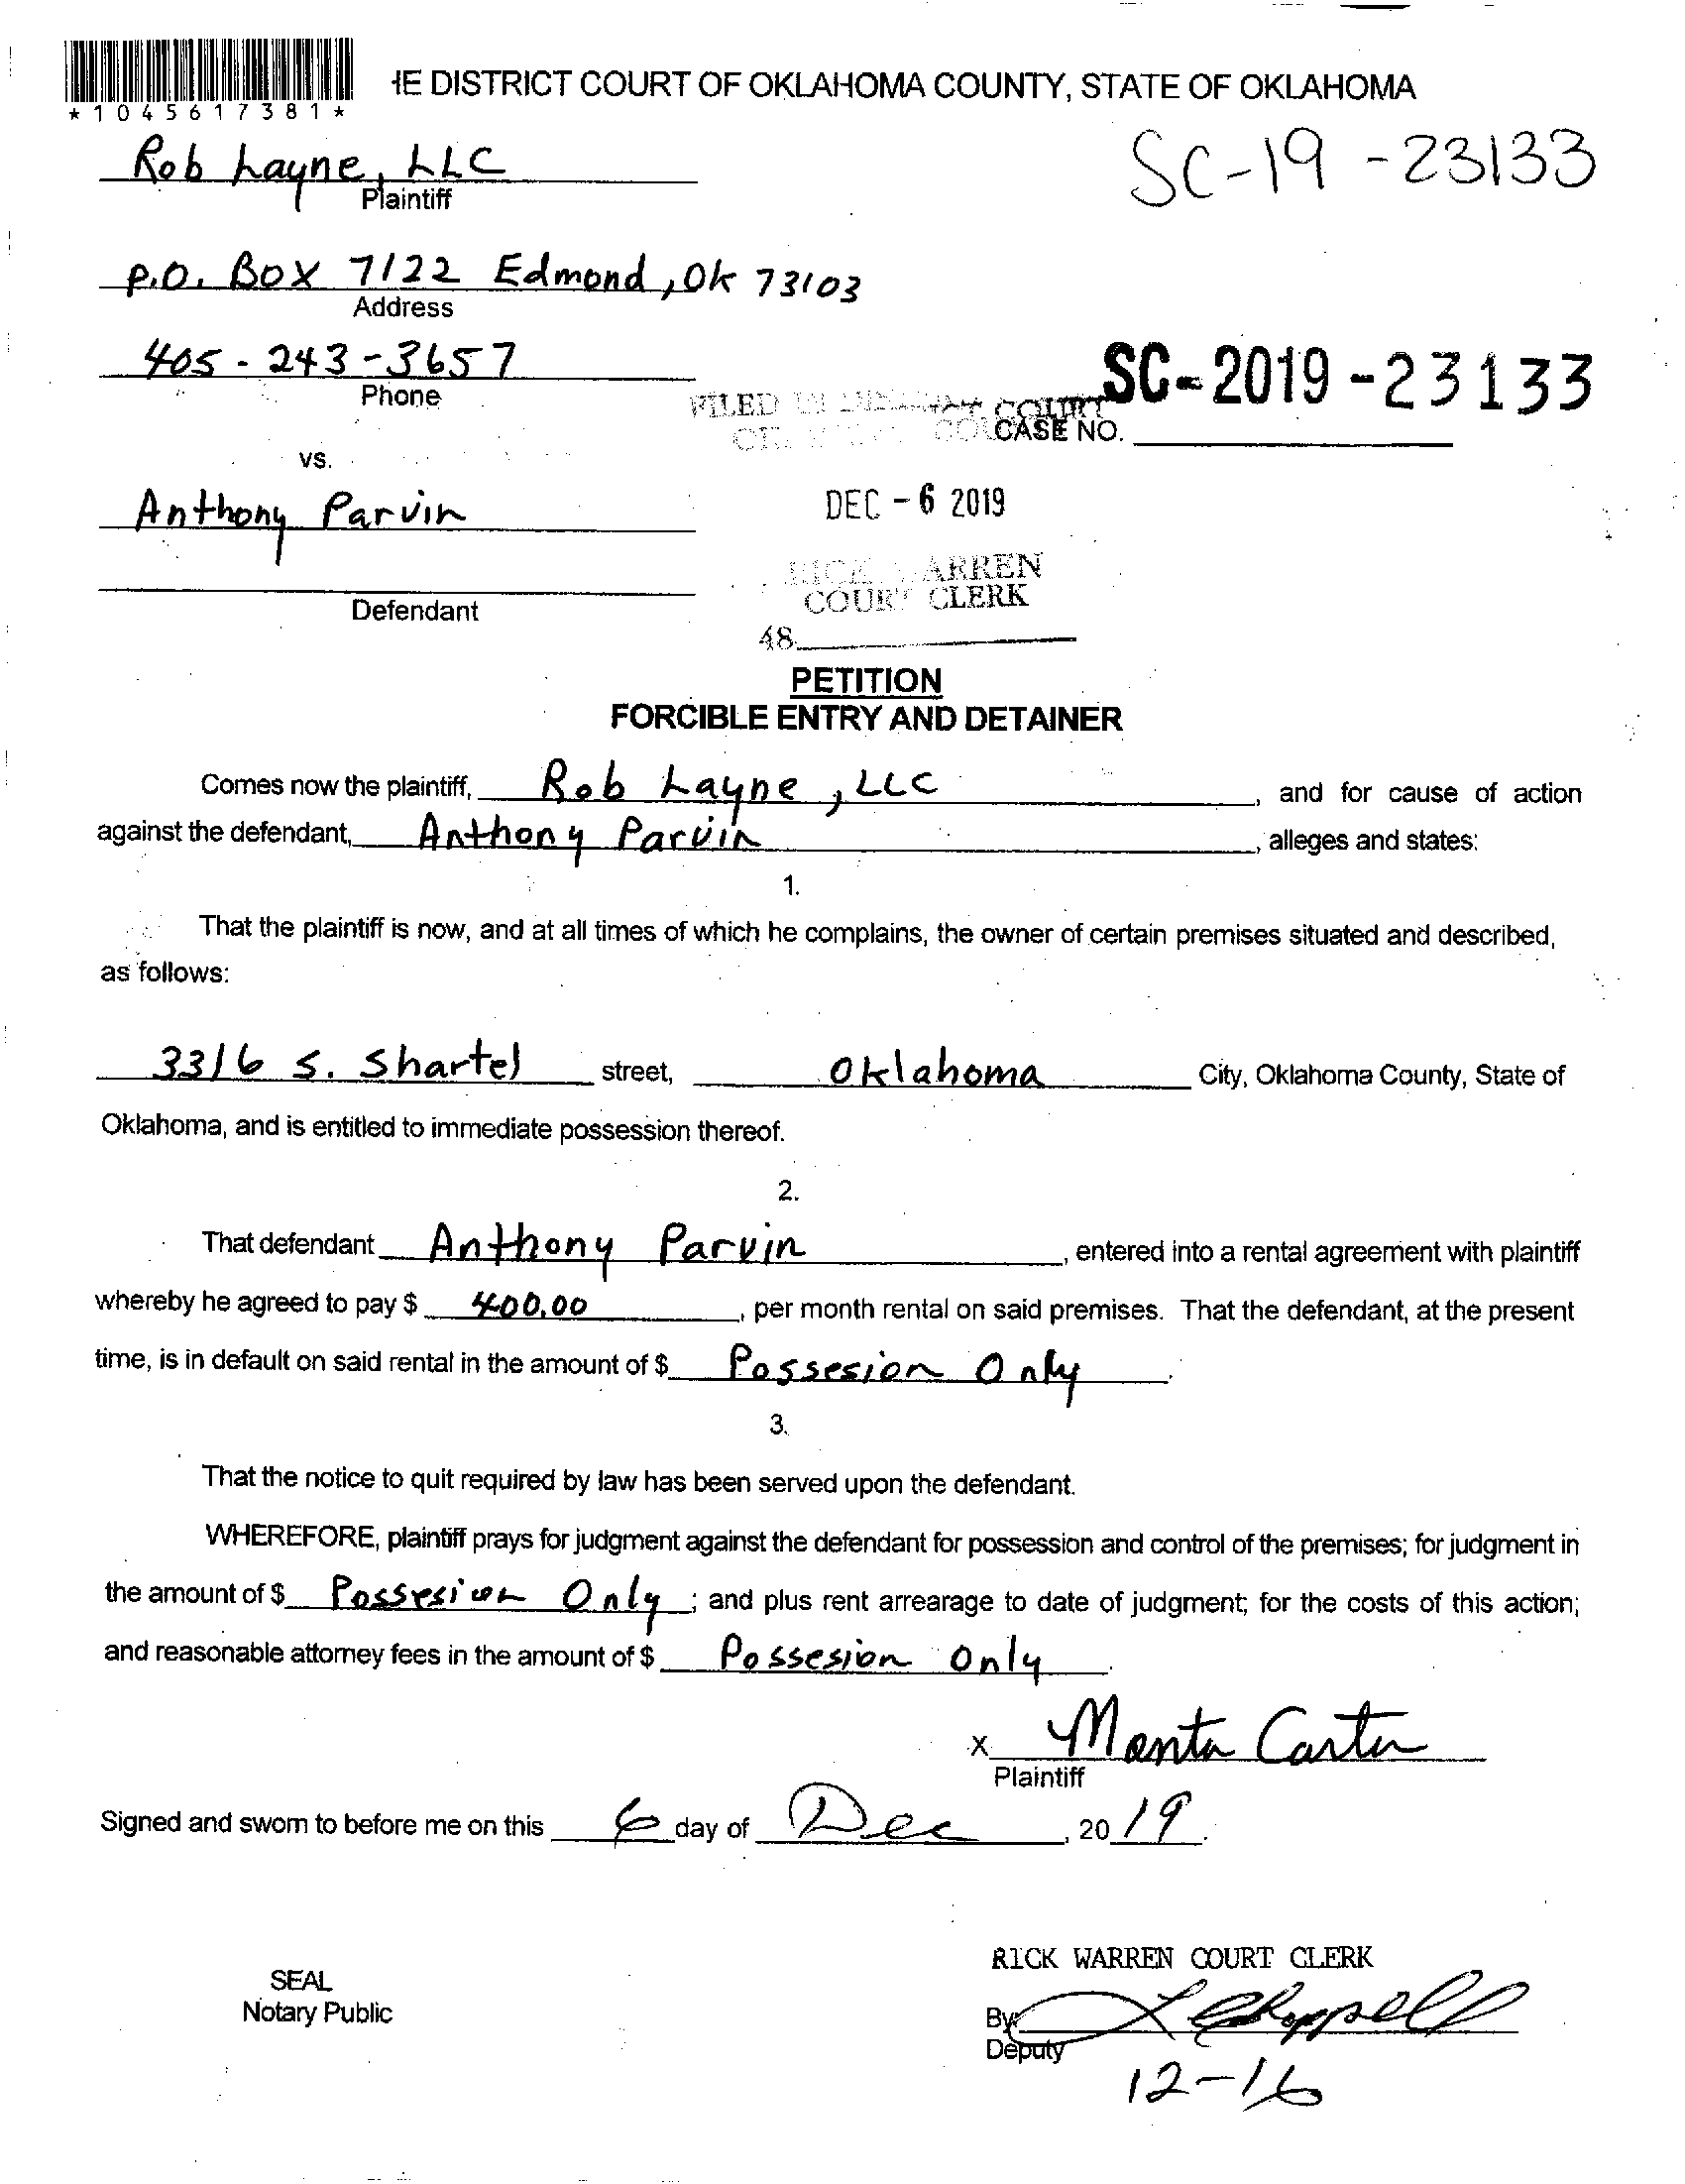 *1045617381*
HE DISTRICT COURT OF OKLAHOMA COUNTY, STATE OF OKLAHOMA
Rob Layne, LLC
Plaintiff
SC-19-23133
P.O. Box 7122 Edmond, Ok 73103
Address
405-243-3657
Phone
SC-2019-23133
FILED IN COURT
CASE NO.
vs.
Anthony Parvin
DEC - 6 2019
RICK WARREN
COURT CLERK
Defendant
48
PETITION
FORCIBLE ENTRY AND DETAINER
Comes now the plaintiff, Rob Layne, LLC, and for cause of action
against the defendant, Anthony Parvin, alleges and states:
1.
That the plaintiff is now, and at all times of which he complains, the owner of certain premises situated and described,
as follows:
3316 S. Shartel street, Oklahoma City, Oklahoma County, State of
Oklahoma, and is entitled to immediate possession thereof.
2.
That defendant Anthony Parvin, entered into a rental agreement with plaintiff
whereby he agreed to pay $ 400.00, per month rental on said premises. That the defendant, at the present
time, is in default on said rental in the amount of $ Possesion Only.
3.
That the notice to quit required by law has been served upon the defendant.
WHEREFORE, plaintiff prays for judgment against the defendant for possession and control of the premises; for judgment in
the amount of $ Possesion Only; and plus rent arrearage to date of judgment; for the costs of this action;
and reasonable attorney fees in the amount of $ Possesion Only.
X Manta Carter
Plaintiff
Signed and sworn to before me on this 6 day of Dec, 2019.
RICK WARREN COURT CLERK
SEAL
Notary Public
By: L Chappell
Deputy
12-16